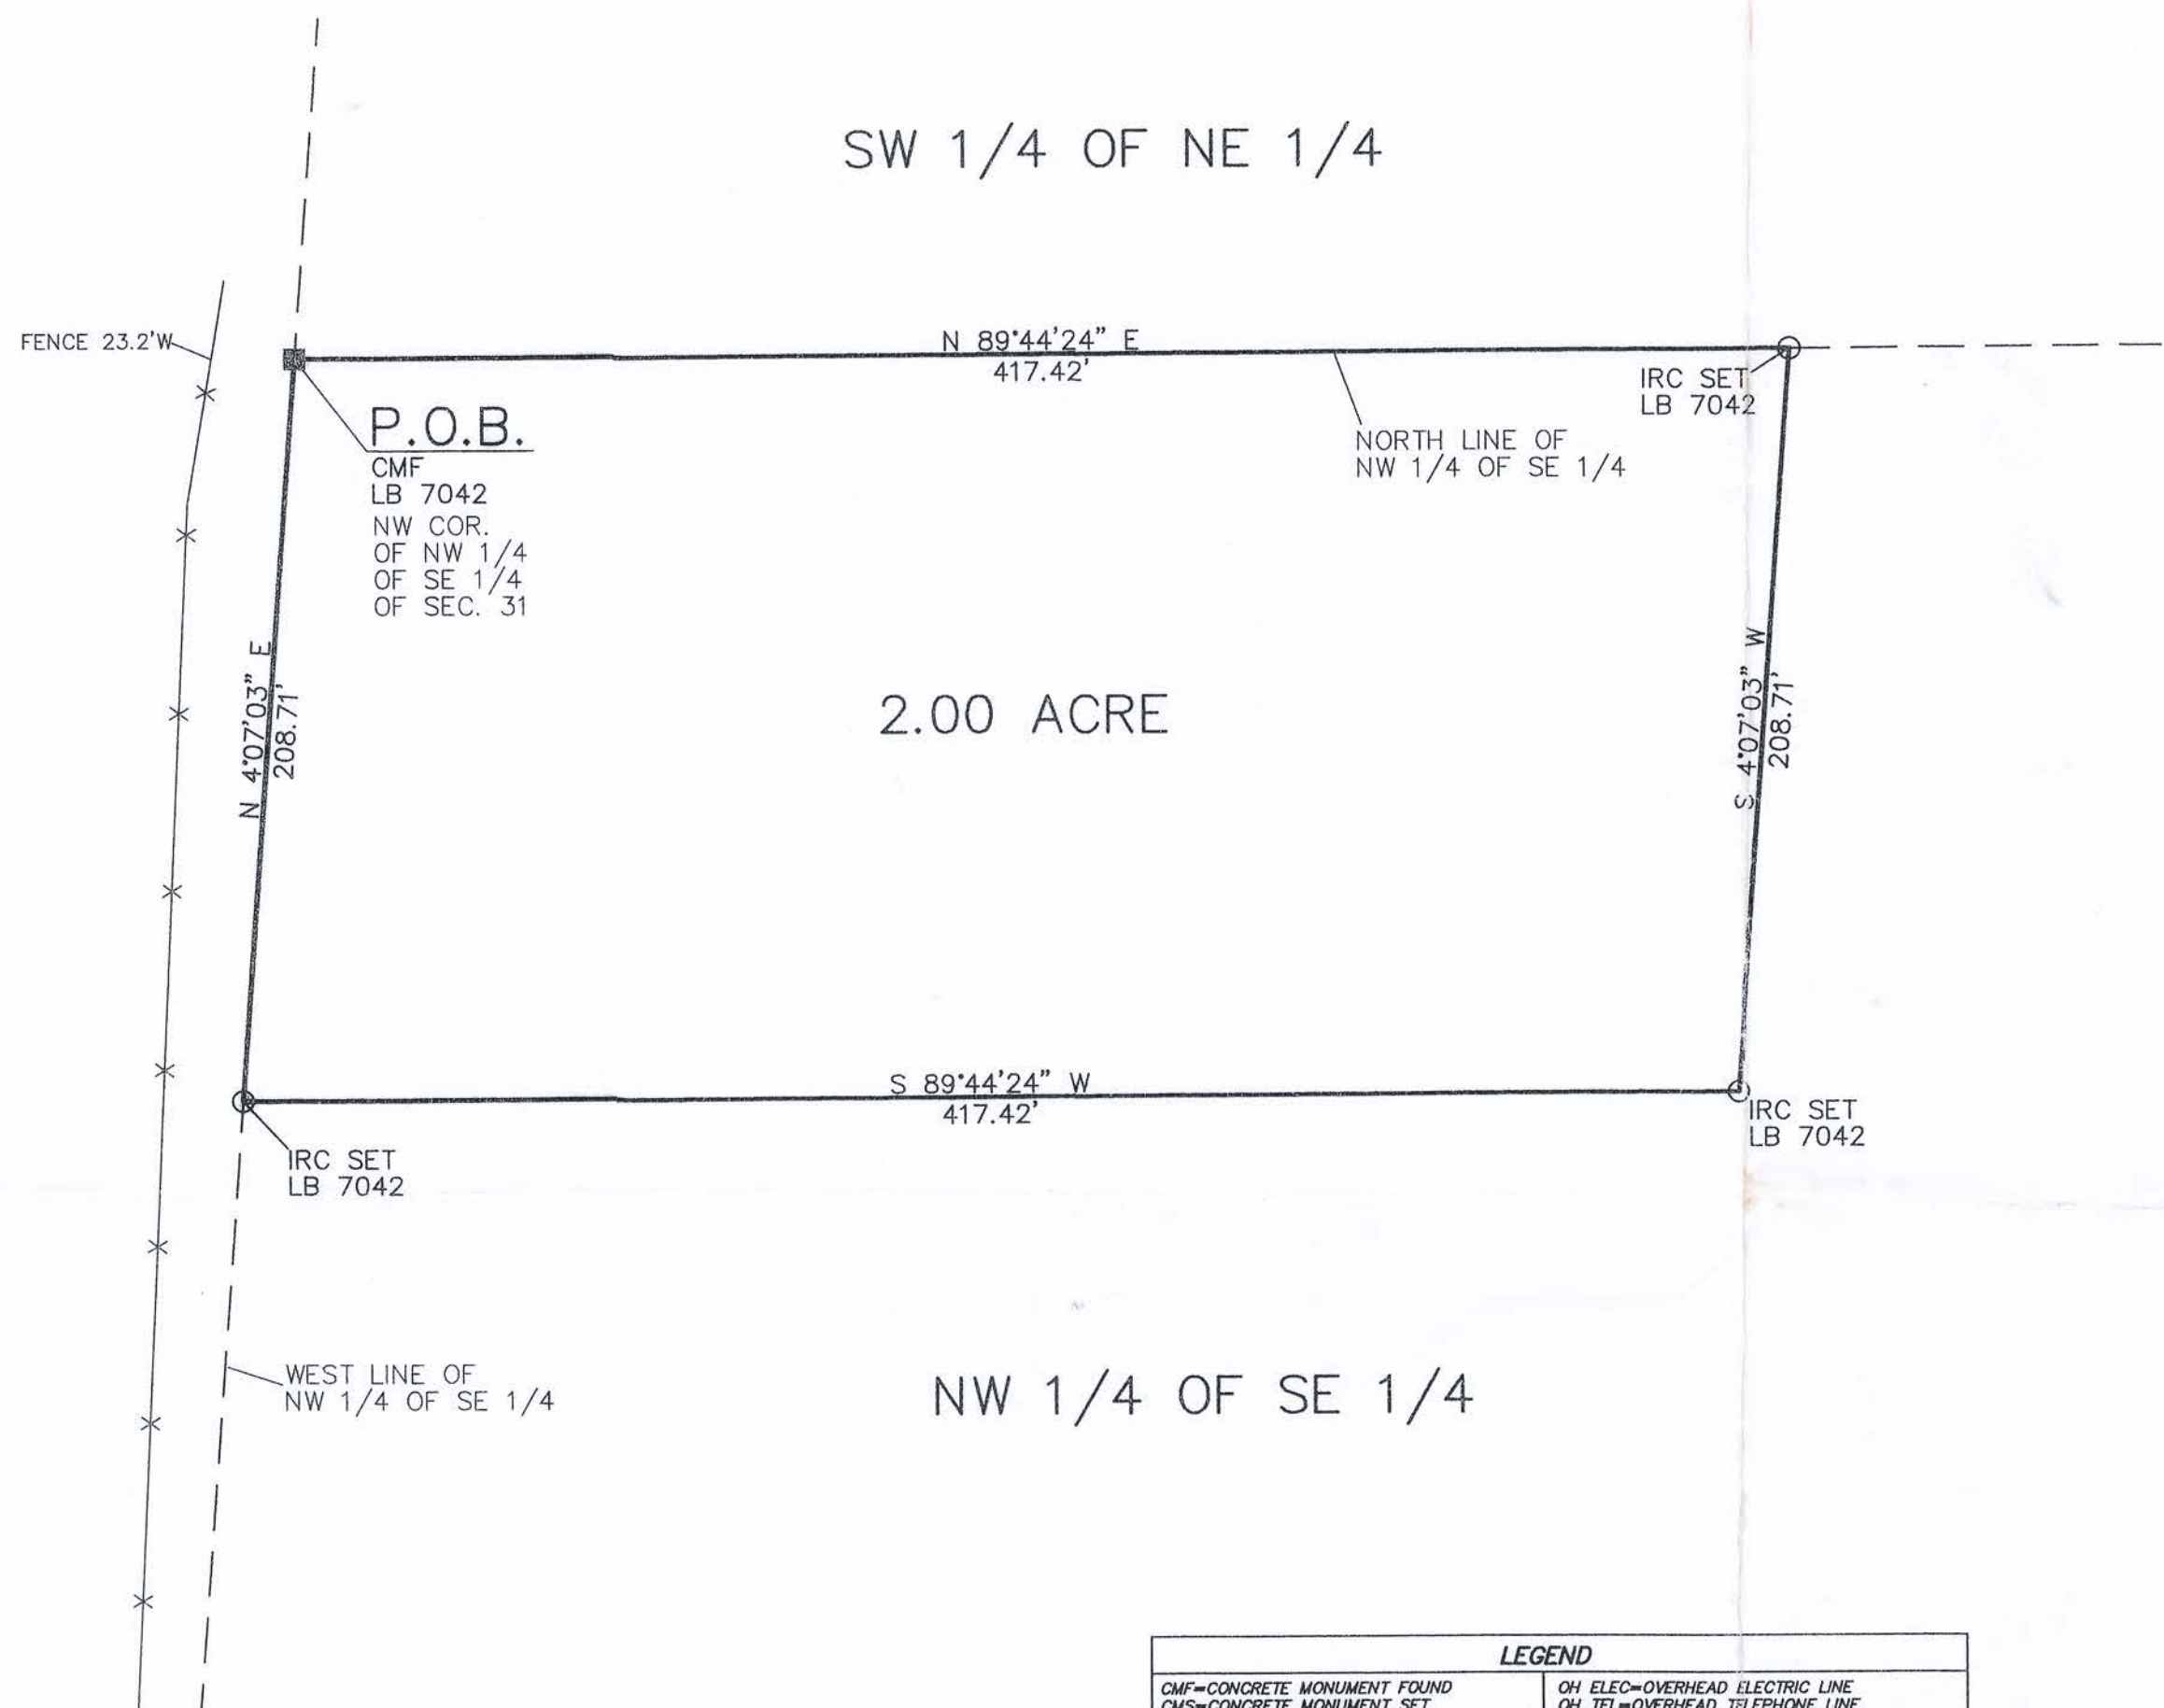 SW 1/4 OF NE 1/4
FENCE 23.2'W
N 89°44'24" E
417.42'
IRC SET
LB 7042
P.O.B.
CMF
LB 7042
NW COR.
OF NW 1/4
OF SE 1/4
OF SEC. 31
NORTH LINE OF
NW 1/4 OF SE 1/4
N 4°07'03" E
208.71'
2.00 ACRE
S 4°07'03" W
208.71'
S 89°44'24" W
417.42'
IRC SET
LB 7042
IRC SET
LB 7042
WEST LINE OF
NW 1/4 OF SE 1/4
NW 1/4 OF SE 1/4
LEGEND
CMF=CONCRETE MONUMENT FOUND
OH ELEC=OVERHEAD ELECTRIC LINE
CMS=CONCRETE MONUMENT SET
OH TEL=OVERHEAD TELEPHONE LINE